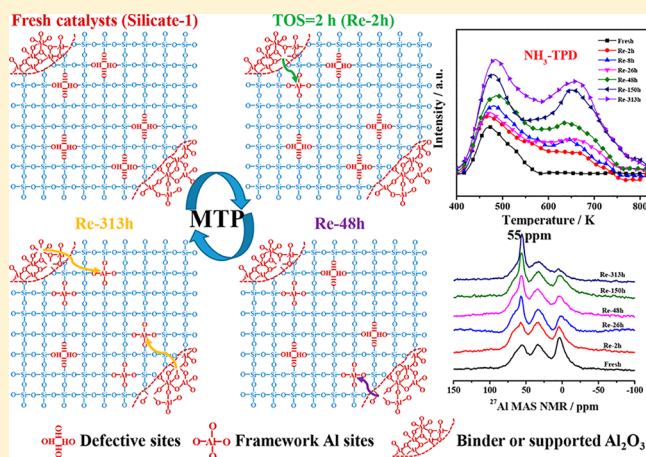 Fresh catalysts (Silicate-1)
TOS=2 h (Re-2h)
NH3-TPD
Fresh
Re-2h
Re-8h
Re-26h
Re-48h
Re-150h
Re-313h
Intensity / a.u.
400 500 600 700 800
Temperature / K
MTP
Re-313h
Re-48h
55 ppm
Re-313h
Re-150h
Re-48h
Re-26h
Re-2h
Fresh
150 100 50 0 -50 -100
27Al MAS NMR / ppm
Defective sites
Framework Al sites
Binder or supported Al2O3